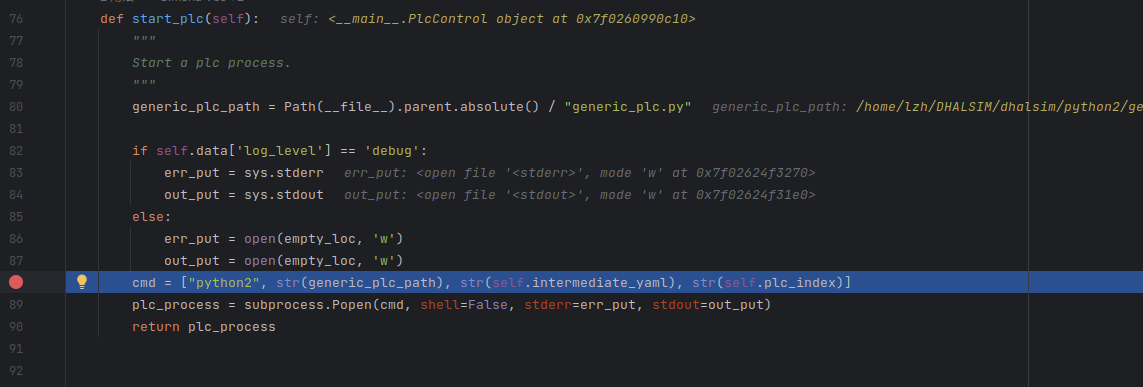 76 def start_plc(self): self: <__main__.PlcControl object at 0x7f0260990c10>
77 """
78 Start a plc process.
79 """
80 generic_plc_path = Path(__file__).parent.absolute() / "generic_plc.py" generic_plc_path: /home/lzh/DHALSIM/dhalsim/python2/ge
81
82 if self.data['log_level'] == 'debug':
83 err_put = sys.stderr err_put: <open file '<stderr>', mode 'w' at 0x7f02624f3270>
84 out_put = sys.stdout out_put: <open file '<stdout>', mode 'w' at 0x7f02624f31e0>
85 else:
86 err_put = open(empty_loc, 'w')
87 out_put = open(empty_loc, 'w')
cmd = ["python2", str(generic_plc_path), str(self.intermediate_yaml), str(self.plc_index)]
89 plc_process = subprocess.Popen(cmd, shell=False, stderr=err_put, stdout=out_put)
90 return plc_process
91
92